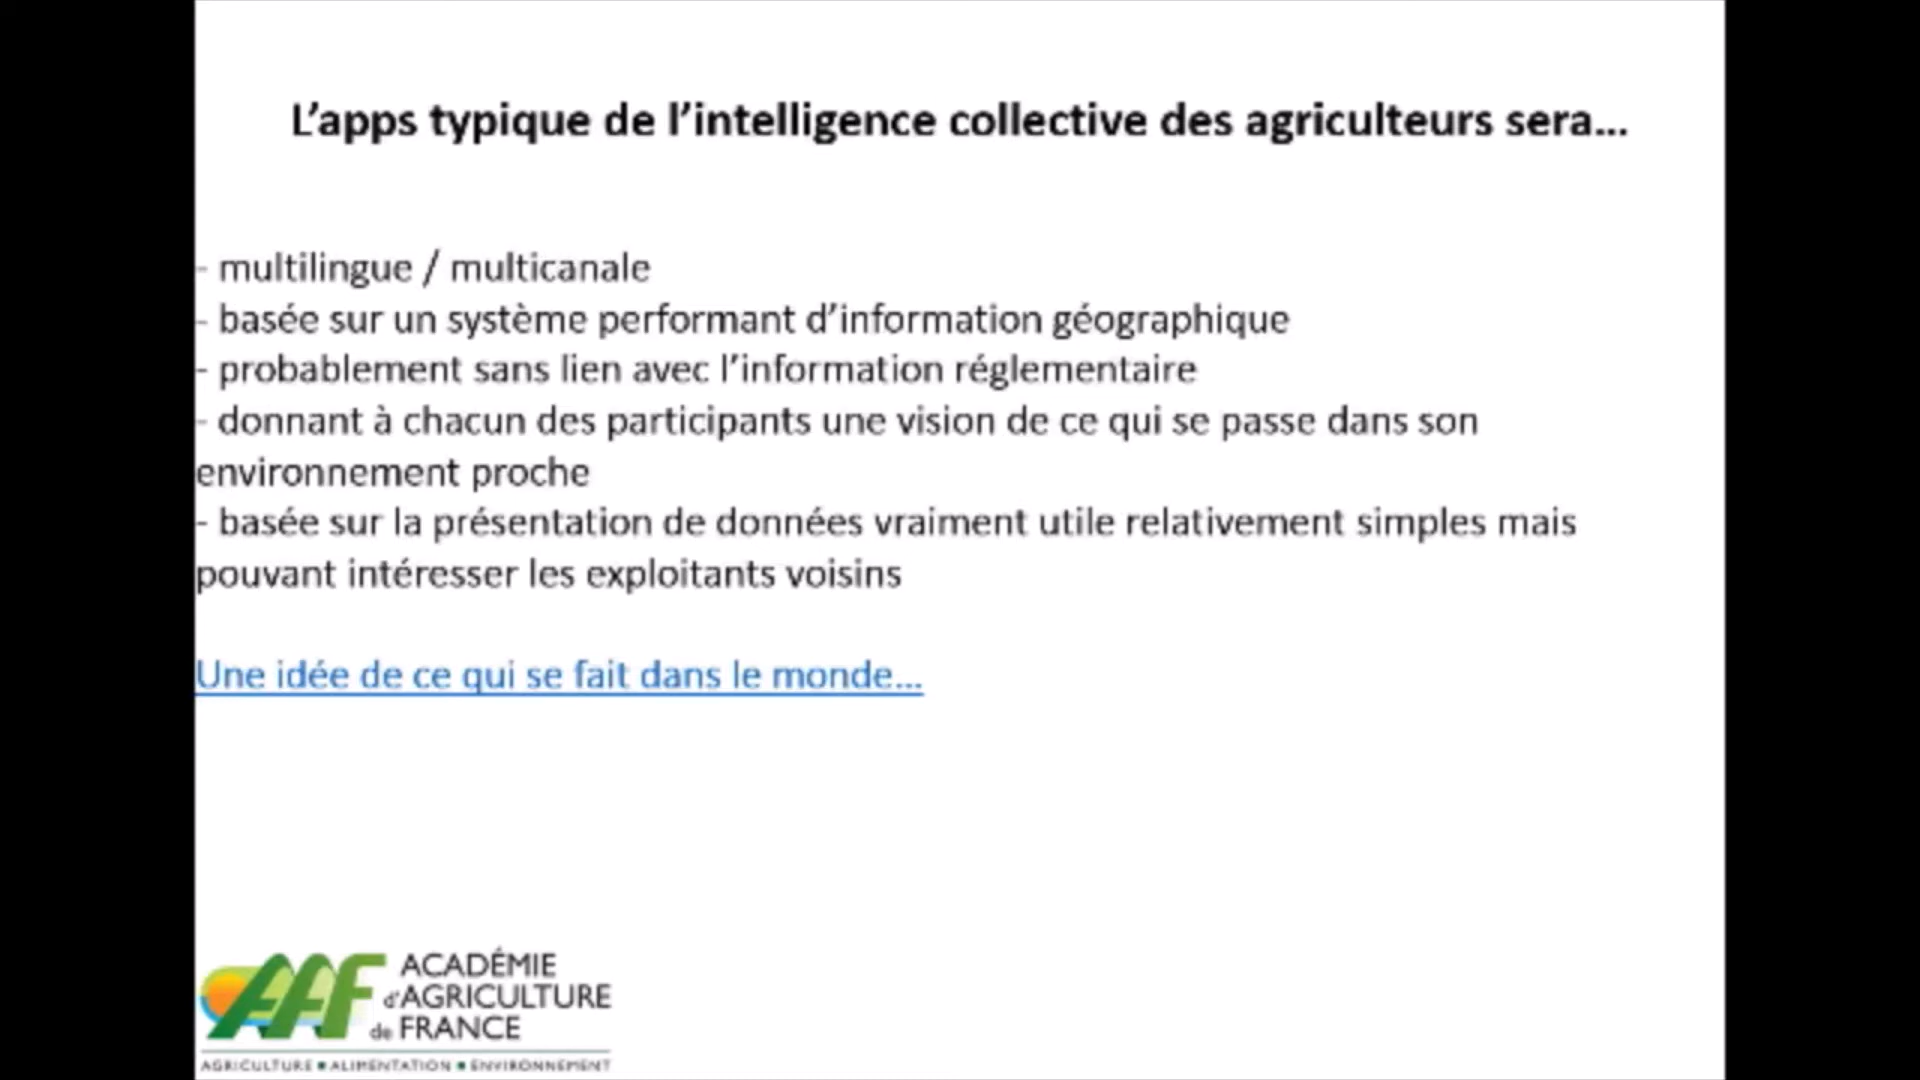 L’apps typique de l’intelligence collective des agriculteurs sera...
- multilingue / multicanale
- basée sur un système performant d’information géographique
- probablement sans lien avec l’information réglementaire
- donnant à chacun des participants une vision de ce qui se passe dans son
environnement proche
- basée sur la présentation de données vraiment utile relativement simples mais
pouvant intéresser les exploitants voisins
Une idée de ce qui se fait dans le monde...
AAF
ACADÉMIE
d'AGRICULTURE
de FRANCE
AGRICULTURE ■ ALIMENTATION ■ ENVIRONNEMENT